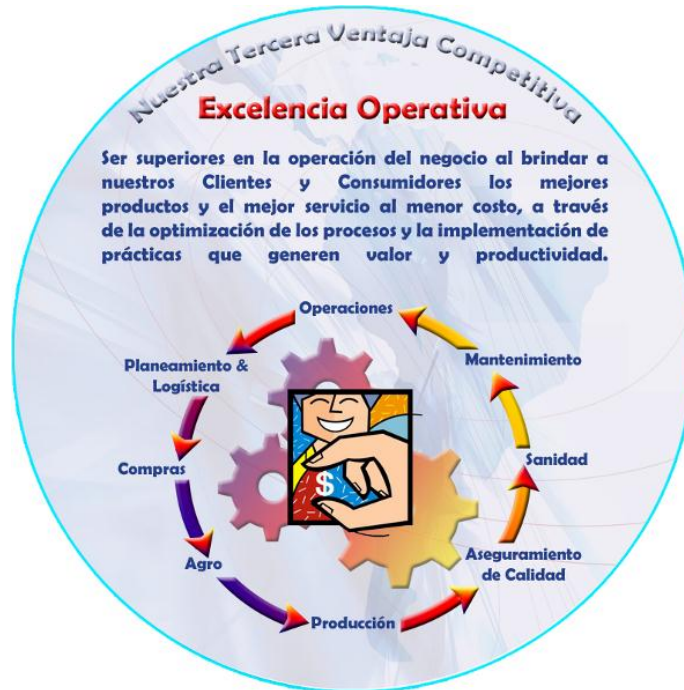 Nuestra Tercera Ventaja Competitiva
Excelencia Operativa
Ser superiores en la operación del negocio al brindar a
nuestros Clientes y Consumidores los mejores
productos y el mejor servicio al menor costo, a través
de la optimización de los procesos y la implementación de
prácticas que generen valor y productividad.
Operaciones
Planeamiento &
Logística
Mantenimiento
Compras
Sanidad
$
Agro
Aseguramiento
de Calidad
Producción